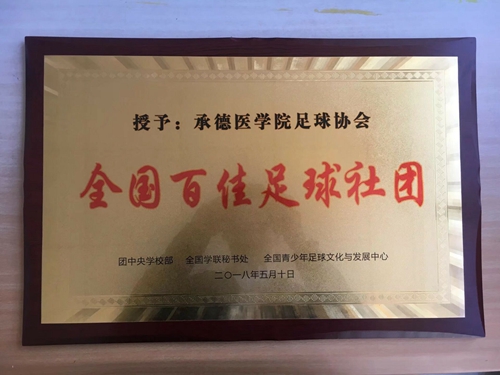 授予：承德医学院足球协会
全国百佳足球社团
团中央学校部 全国学联秘书处 全国青少年足球文化与发展中心
二〇一八年五月十日